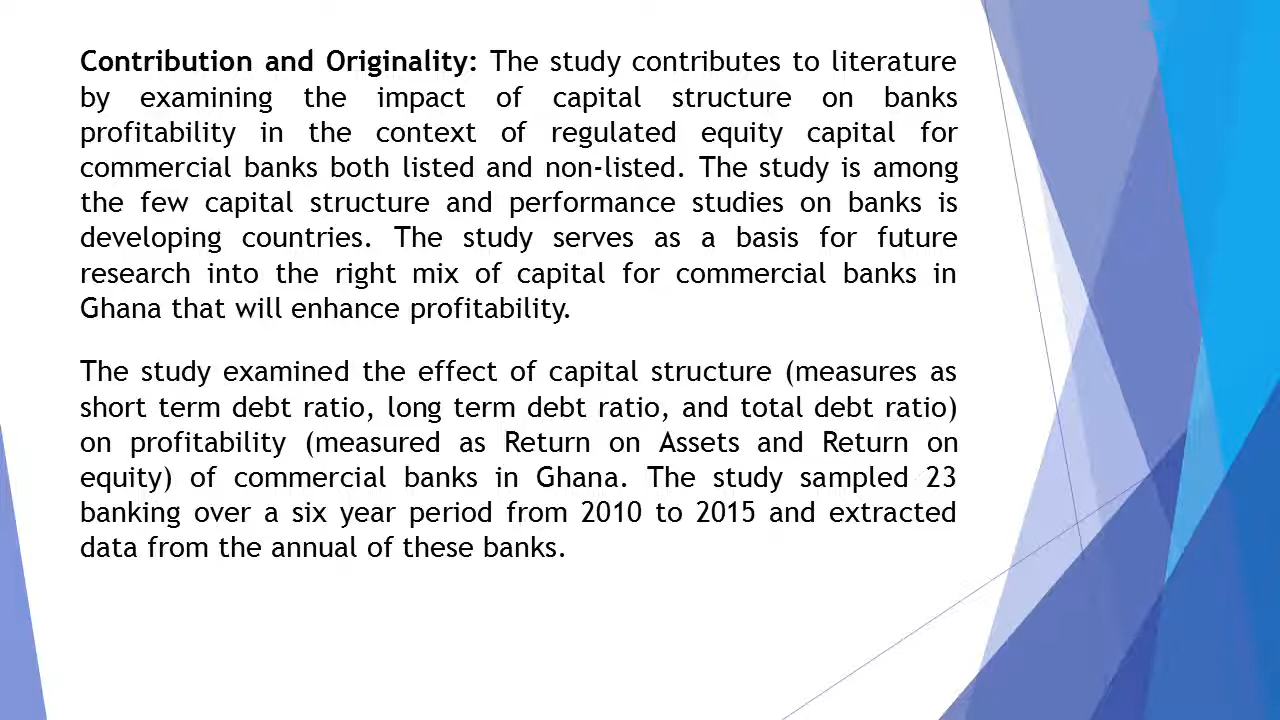 Contribution and Originality: The study contributes to literature
by examining the impact of capital structure on banks
profitability in the context of regulated equity capital for
commercial banks both listed and non-listed. The study is among
the few capital structure and performance studies on banks is
developing countries. The study serves as a basis for future
research into the right mix of capital for commercial banks in
Ghana that will enhance profitability.
The study examined the effect of capital structure (measures as
short term debt ratio, long term debt ratio, and total debt ratio)
on profitability (measured as Return on Assets and Return on
equity) of commercial banks in Ghana. The study sampled 23
banking over a six year period from 2010 to 2015 and extracted
data from the annual of these banks.